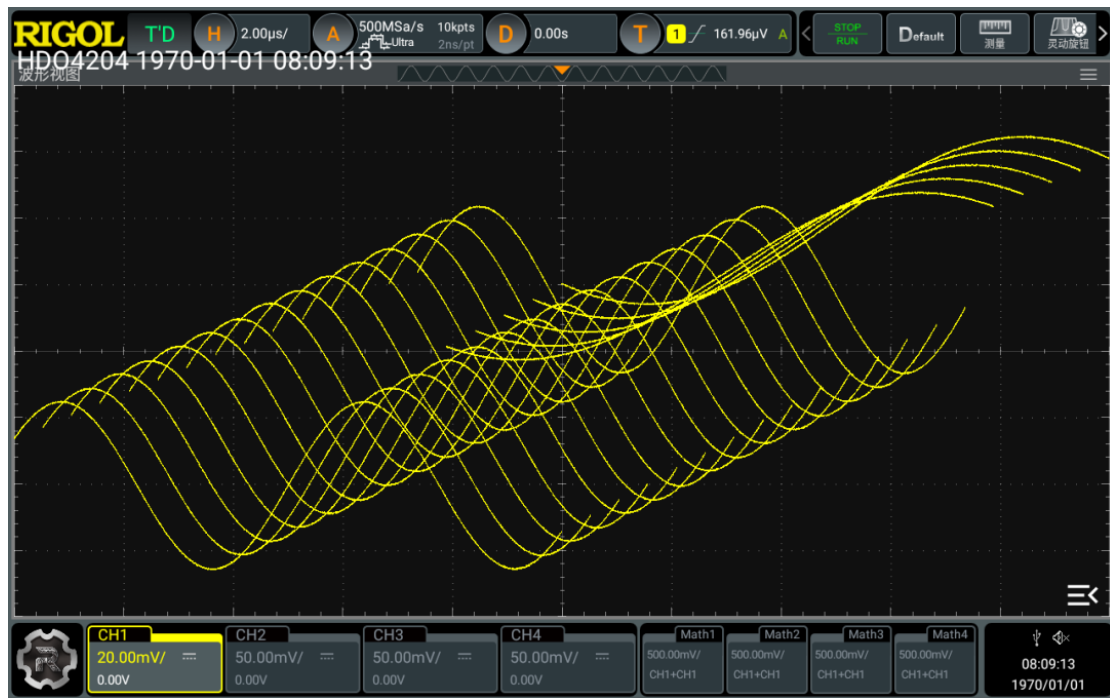 RIGOL T'D H 2.00μs/ A 500MSa/s 10kpts D 0.00s T 1 161.96μV A < STOP Default >
Ultra 2ns/pt RUN 测量 灵动旋钮
HDO4204 1970-01-01 08:09:13
波形视图
CH1 CH2 CH3 CH4 Math1 Math2 Math3 Math4
20.00mV/ 50.00mV/ 50.00mV/ 50.00mV/ 500.00mV/ 500.00mV/ 500.00mV/ 500.00mV/
0.00V 0.00V 0.00V 0.00V CH1+CH1 CH1+CH1 CH1+CH1 CH1+CH1
08:09:13
1970/01/01